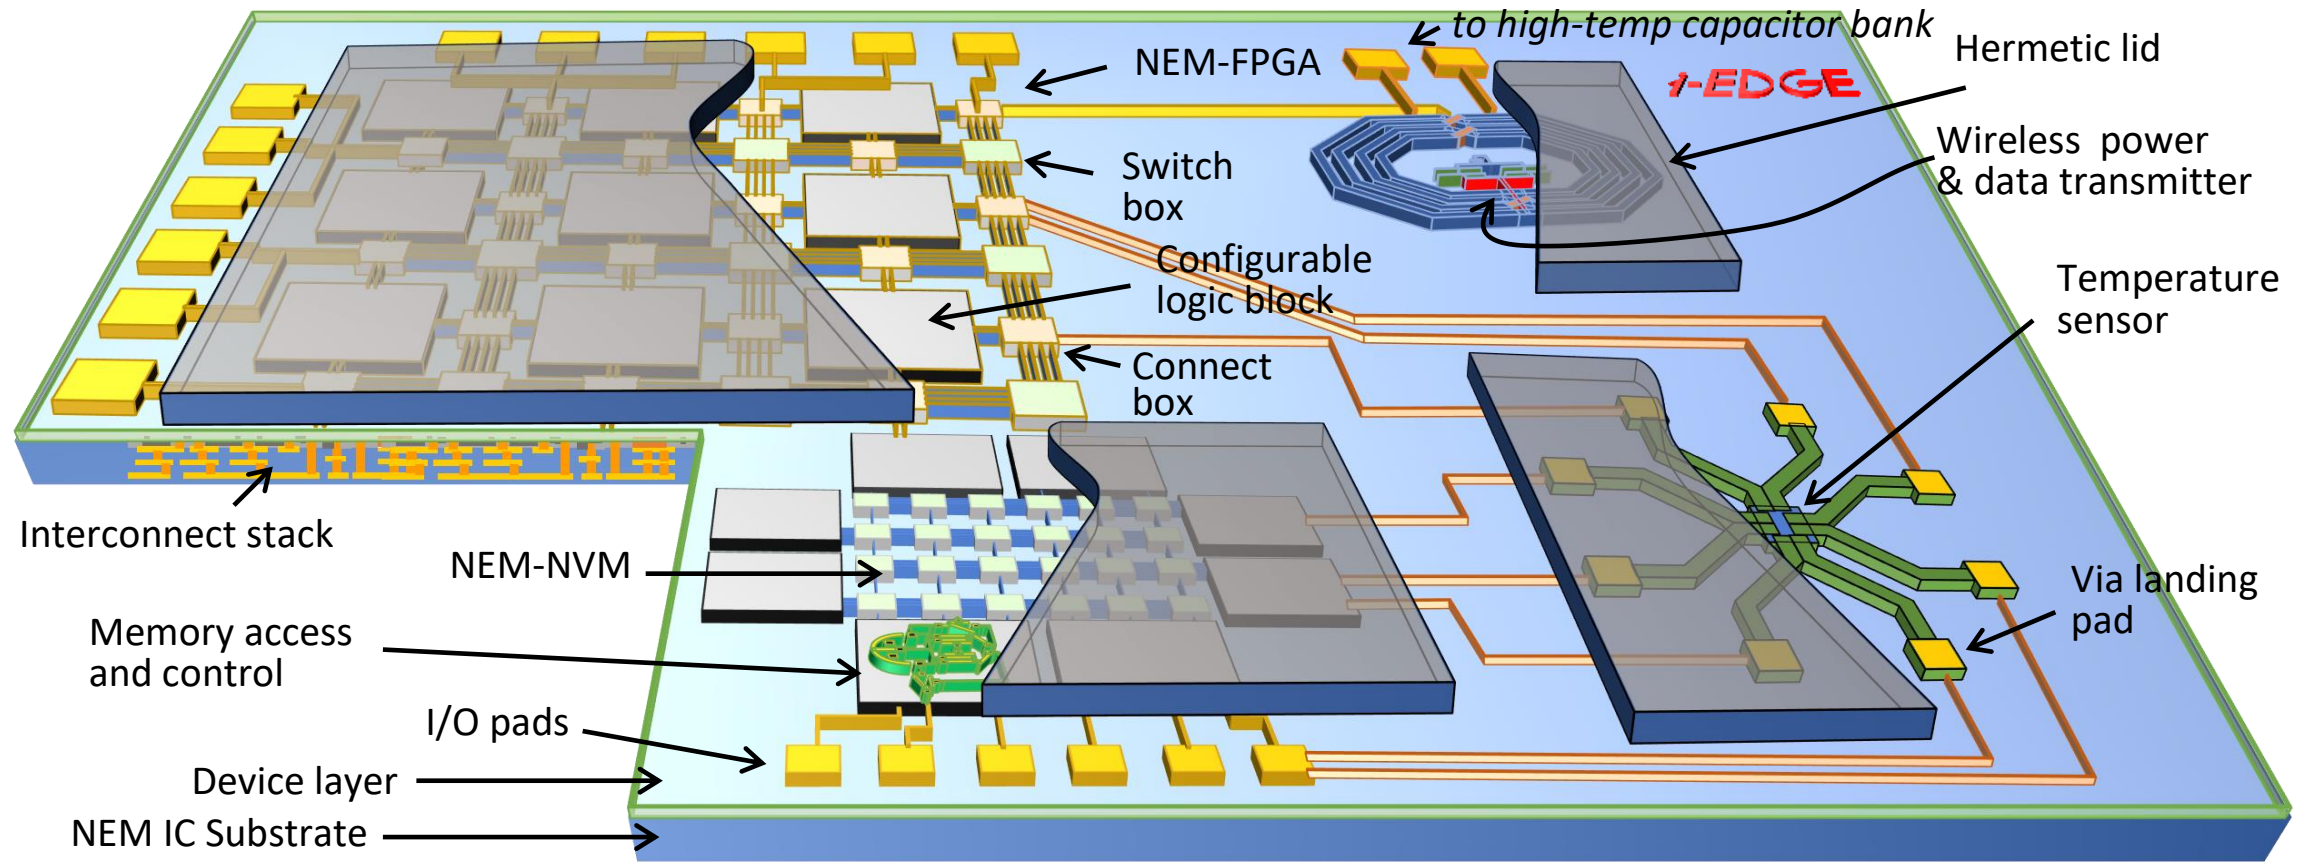 to high-temp capacitor bank
Hermetic lid
NEM-FPGA
i-EDGE
Wireless power
& data transmitter
Switch
box
Configurable
logic block
Temperature
sensor
Connect
box
Interconnect stack
NEM-NVM
Via landing
pad
Memory access
and control
I/O pads
Device layer
NEM IC Substrate